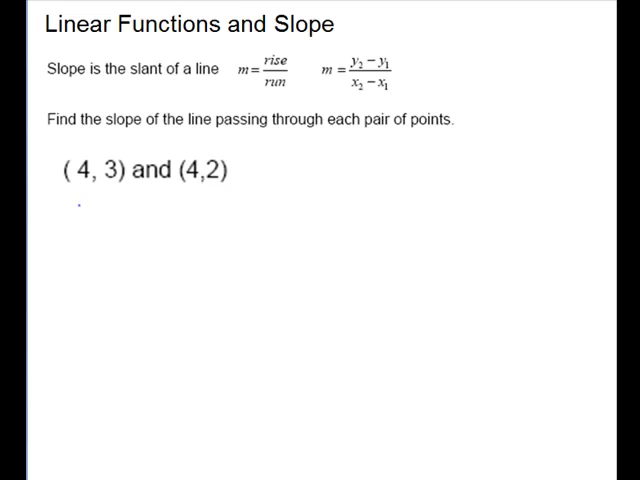 Linear Functions and Slope
Slope is the slant of a line m = rise/run m = y₂ − y₁/x₂ − x₁
Find the slope of the line passing through each pair of points.
( 4, 3) and (4,2)